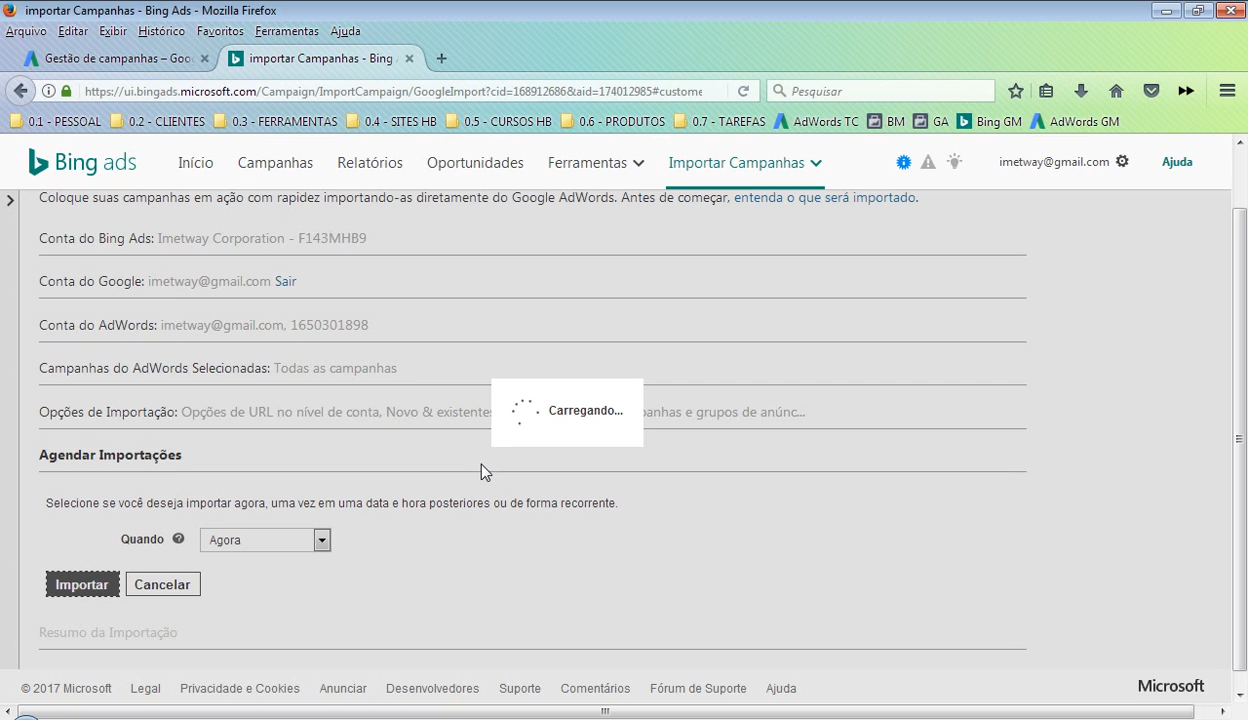 importar Campanhas - Bing Ads - Mozilla Firefox
Arquivo Editar Exibir Histórico Favoritos Ferramentas Ajuda
Gestão de campanhas – Goo
importar Campanhas - Bing A
https://ui.bingads.microsoft.com/Campaign/ImportCampaign/GoogleImport?cid=168912686&aid=174012985#custome
Pesquisar
0.1 - PESSOAL 0.2 - CLIENTES 0.3 - FERRAMENTAS 0.4 - SITES HB 0.5 - CURSOS HB 0.6 - PRODUTOS 0.7 - TAREFAS AdWords TC BM GA Bing GM AdWords GM
Bing ads Início Campanhas Relatórios Oportunidades Ferramentas Importar Campanhas imetway@gmail.com Ajuda
Coloque suas campanhas em ação com rapidez importando-as diretamente do Google AdWords. Antes de começar, entenda o que será importado.
Conta do Bing Ads: Imetway Corporation - F143MHB9
Conta do Google: imetway@gmail.com Sair
Conta do AdWords: imetway@gmail.com, 1650301898
Campanhas do AdWords Selecionadas: Todas as campanhas
Carregando...
Opções de Importação: Opções de URL no nível de conta, Novo & existentes panhas e grupos de anúnc...
Agendar Importações
Selecione se você deseja importar agora, uma vez em uma data e hora posteriores ou de forma recorrente.
Quando ? Agora
Importar Cancelar
Resumo da Importação
© 2017 Microsoft Legal Privacidade e Cookies Anunciar Desenvolvedores Suporte Comentários Fórum de Suporte Ajuda Microsoft